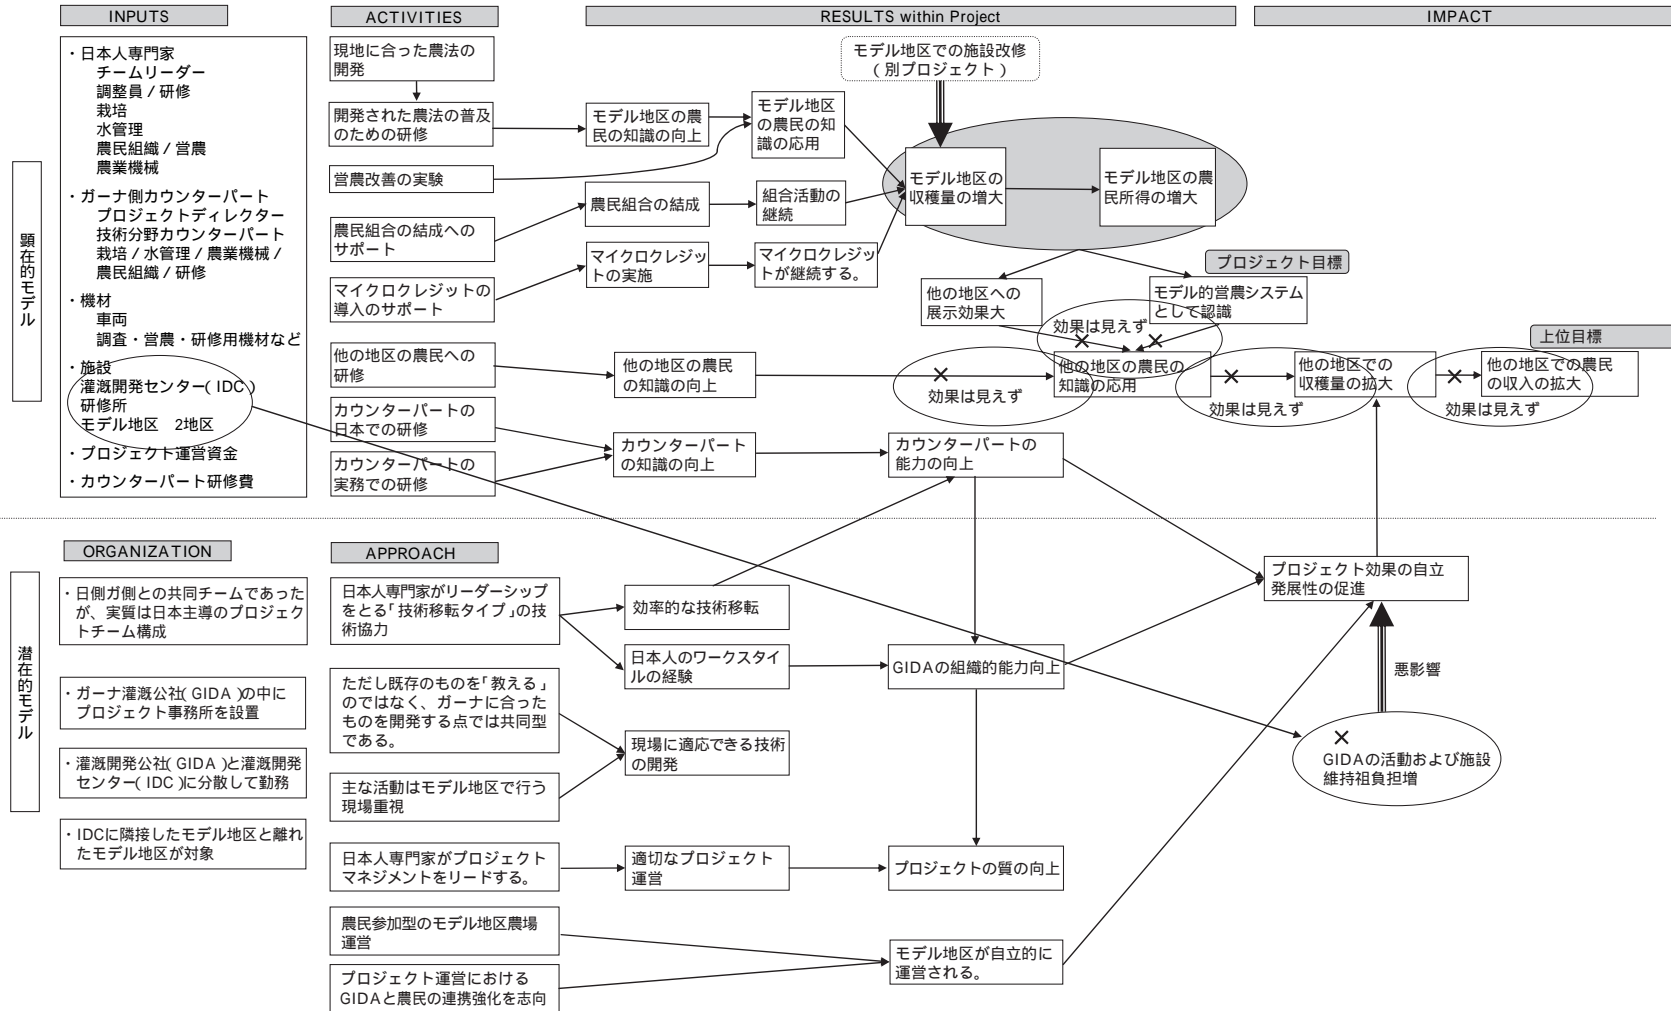 INPUTS
ACTIVITIES
RESULTS within Project
IMPACT
顕在的モデル
・日本人専門家
チームリーダー
調整員 / 研修
栽培
水管理
農民組織 / 営農
農業機械
・ガーナ側カウンターパート
プロジェクトディレクター
技術分野カウンターパート
栽培 / 水管理 / 農業機械 /
農民組織 / 研修
・機材
車両
調査・営農・研修用機材など
・施設
灌漑開発センター( IDC )
研修所
モデル地区 2地区
・プロジェクト運営資金
・カウンターパート研修費
現地に合った農法の
開発
開発された農法の普及
のための研修
営農改善の実験
農民組合の結成への
サポート
マイクロクレジットの
導入のサポート
他の地区の農民への
研修
カウンターパートの
日本での研修
カウンターパートの
実務での研修
モデル地区の農
民の知識の向上
モデル地区
の農民の知
識の応用
農民組合の結成
組合活動の
継続
マイクロクレジッ
トの実施
マイクロクレジッ
トが継続する。
他の地区の農民
の知識の向上
カウンターパート
の知識の向上
モデル地区での施設改修
( 別プロジェクト )
モデル地区の
収穫量の増大
モデル地区の農
民所得の増大
プロジェクト目標
他の地区への
展示効果大
モデル的営農システム
として認識
効果は見えず
上位目標
他の地区の農民の
知識の応用
効果は見えず
他の地区での
収穫量の拡大
効果は見えず
他の地区での農民
の収入の拡大
効果は見えず
カウンターパートの
能力の向上
潜在的モデル
ORGANIZATION
APPROACH
・日側ガ側との共同チームであった
が、実質は日本主導のプロジェク
トチーム構成
・ガーナ灌漑公社( GIDA )の中に
プロジェクト事務所を設置
・灌漑開発公社( GIDA )と灌漑開発
センター( IDC )に分散して勤務
・IDCに隣接したモデル地区と離れ
たモデル地区が対象
日本人専門家がリーダーシップ
をとる「技術移転タイプ」の技
術協力
ただし既存のものを「教える」
のではなく、ガーナに合った
ものを開発する点では共同型
である。
主な活動はモデル地区で行う
現場重視
日本人専門家がプロジェクト
マネジメントをリードする。
農民参加型のモデル地区農場
運営
プロジェクト運営における
GIDAと農民の連携強化を志向
効率的な技術移転
日本人のワークスタイ
ルの経験
現場に適応できる技術
の開発
適切なプロジェクト
運営
GIDAの組織的能力向上
プロジェクトの質の向上
モデル地区が自立的に
運営される。
プロジェクト効果の自立
発展性の促進
悪影響
GIDAの活動および施設
維持祖負担増